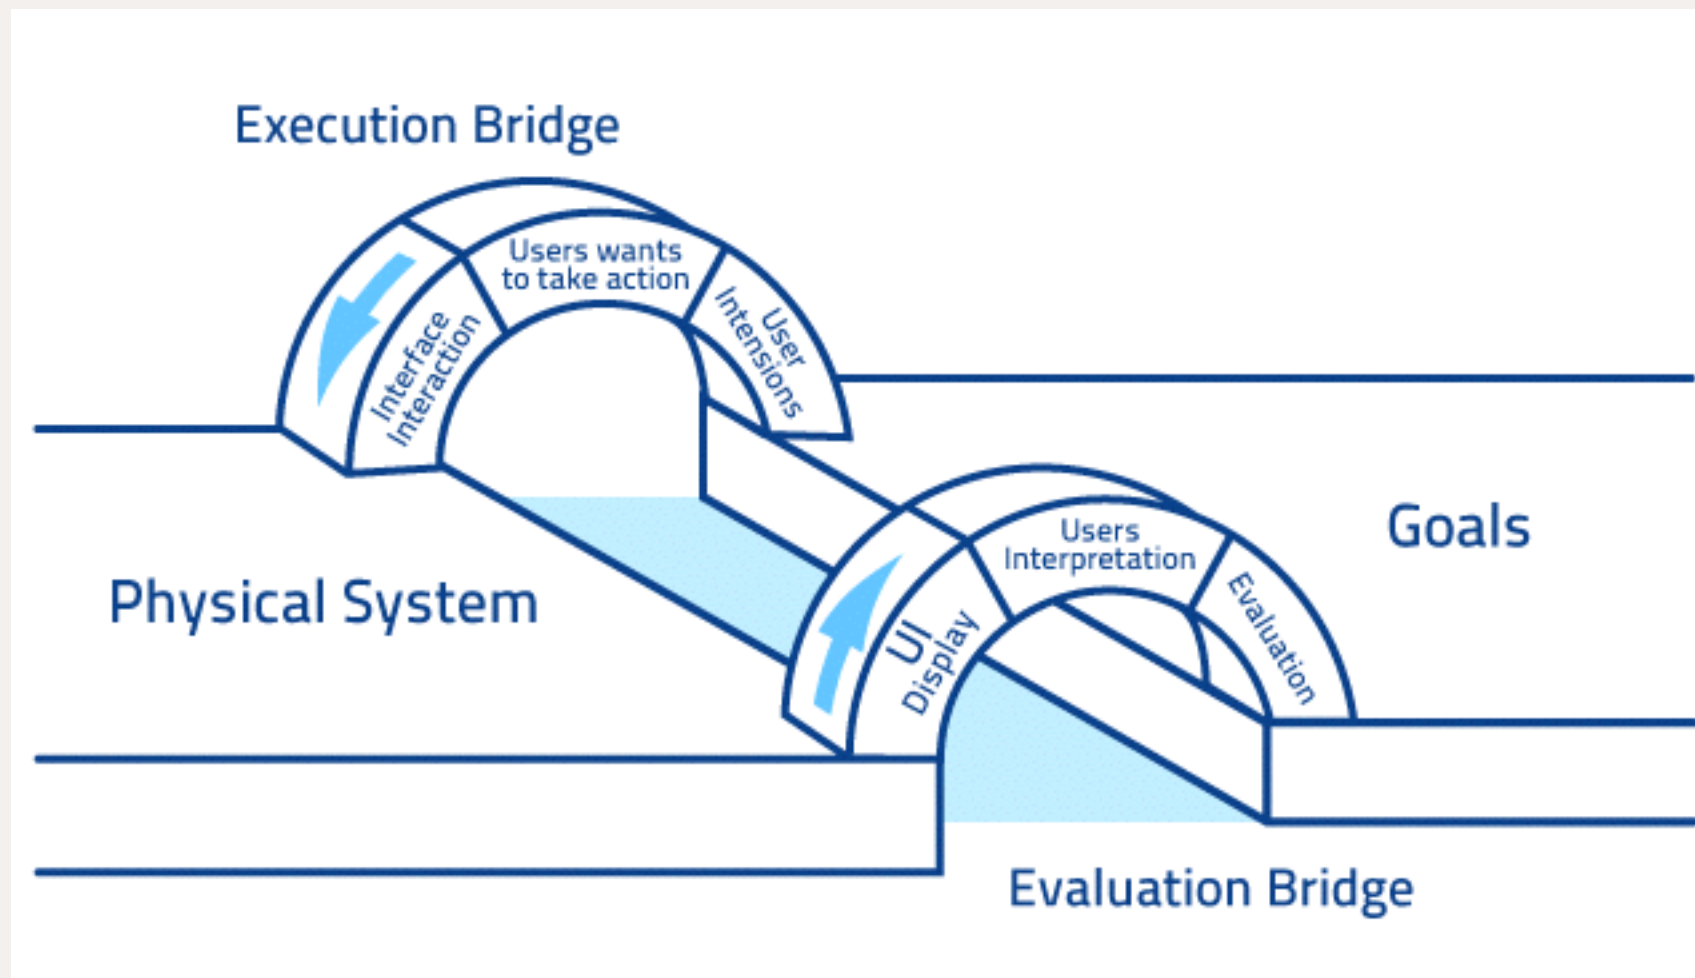 Execution Bridge
Users wants
to take action
User
Intensions
Interface
Interaction
Physical System
Goals
Users
Interpretation
UI
Display
Evaluation
Evaluation Bridge